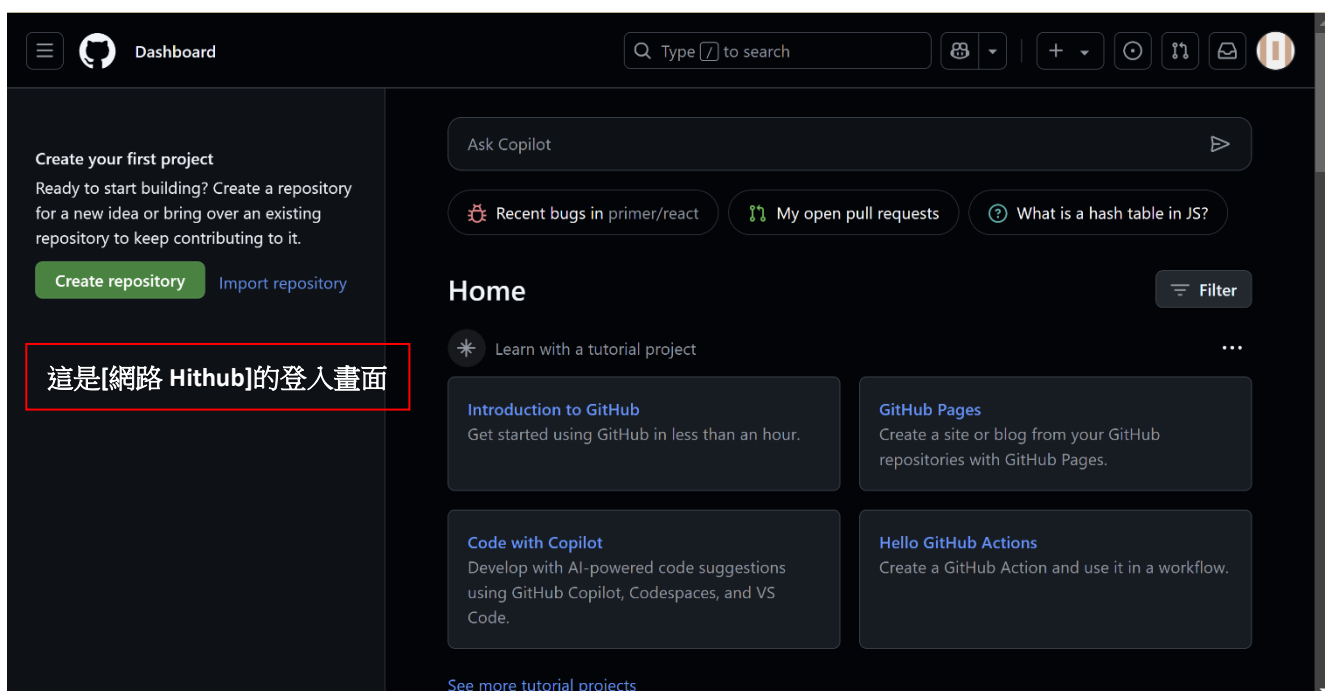 Dashboard
Type / to search
Create your first project
Ready to start building? Create a repository
for a new idea or bring over an existing
repository to keep contributing to it.
Create repository
Import repository
這是[網路 Hithub]的登入畫面
Ask Copilot
Recent bugs in primer/react
My open pull requests
What is a hash table in JS?
Home
Filter
Learn with a tutorial project
Introduction to GitHub
Get started using GitHub in less than an hour.
GitHub Pages
Create a site or blog from your GitHub
repositories with GitHub Pages.
Code with Copilot
Develop with AI-powered code suggestions
using GitHub Copilot, Codespaces, and VS
Code.
Hello GitHub Actions
Create a GitHub Action and use it in a workflow.
See more tutorial projects